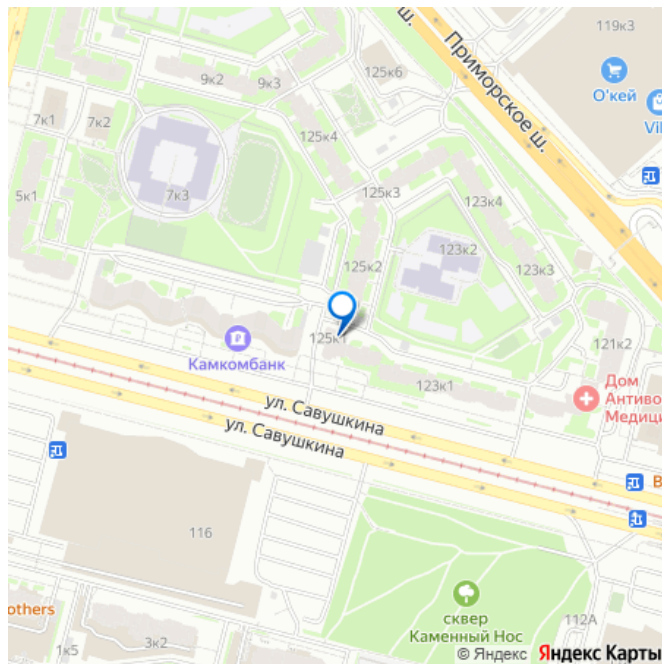 119к3
ш.
Приморское ш.
О'кей
Vil
125к6
9к2
9к3
7к1
7к2
125к4
5к1
7к3
125к3
123к4
123к2
123к3
125к2
125к1
Камкомбанк
121к2
Дом
Антиво
Медици
123к1
ул. Савушкина
ул. Савушкина
В
116
others
сквер
Каменный Нос
112А
1к5
3к2
© Яндекс Яндекс Карты